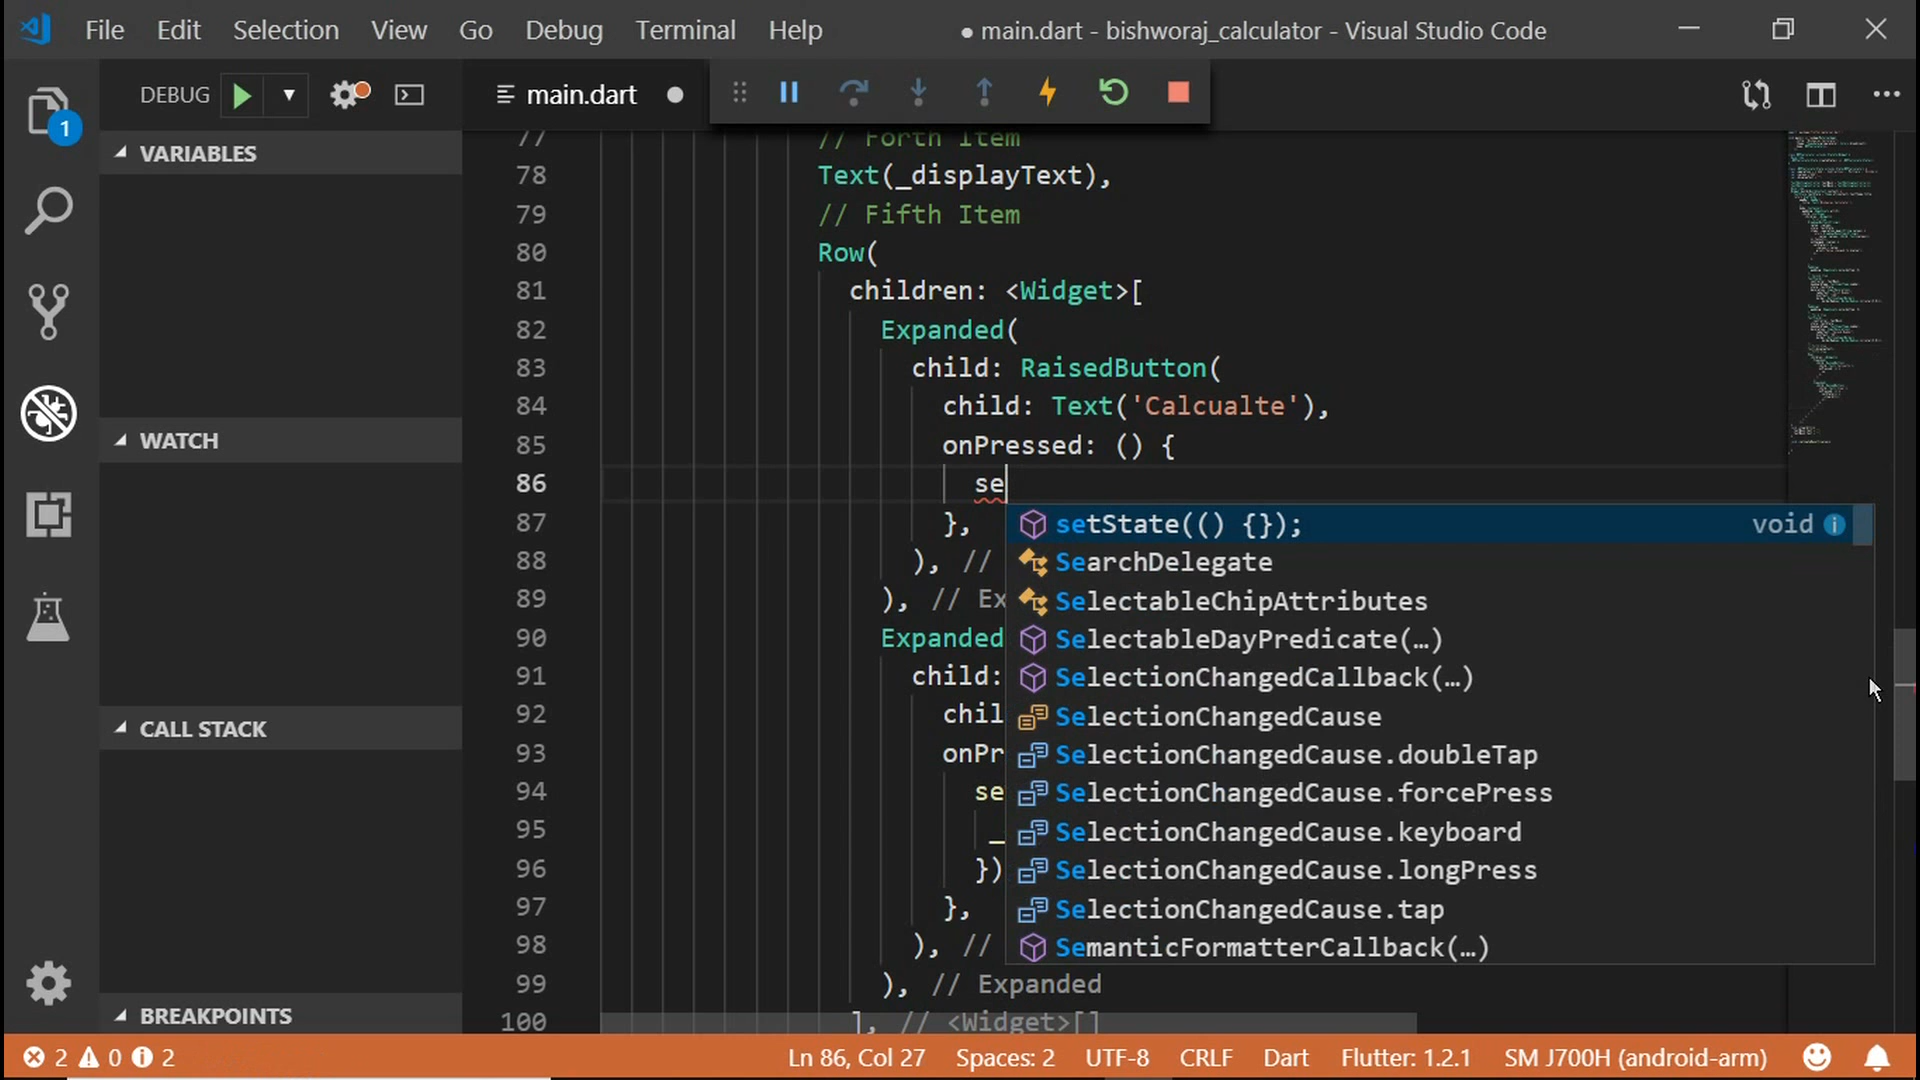 File Edit Selection View Go Debug Terminal Help ● main.dart - bishworaj_calculator - Visual Studio Code
DEBUG main.dart
1
VARIABLES
WATCH
CALL STACK
BREAKPOINTS
77 // Forth Item
78 Text(_displayText),
79 // Fifth Item
80 Row(
81 children: <Widget>[
82 Expanded(
83 child: RaisedButton(
84 child: Text('Calcualte'),
85 onPressed: () {
86 se
87 },
88 ), //
89 ), // Ex
90 Expanded
91 child:
92 chil
93 onPr
94 se
95 _
96 })
97 },
98 ), //
99 ), // Expanded
100 ], // <Widget>[]
setState(() {}); void
SearchDelegate
SelectableChipAttributes
SelectableDayPredicate(…)
SelectionChangedCallback(…)
SelectionChangedCause
SelectionChangedCause.doubleTap
SelectionChangedCause.forcePress
SelectionChangedCause.keyboard
SelectionChangedCause.longPress
SelectionChangedCause.tap
SemanticFormatterCallback(…)
2 0 2 Ln 86, Col 27 Spaces: 2 UTF-8 CRLF Dart Flutter: 1.2.1 SM J700H (android-arm)